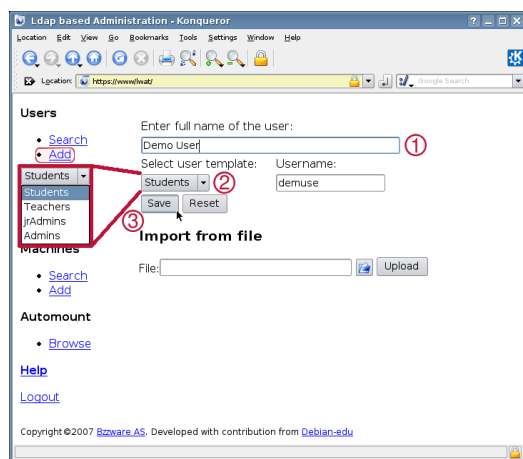 Ldap based Administration - Konqueror
Location Edit View Go Bookmarks Tools Settings Window Help
Location: https://www/lwat/
Google Search
Users
Search
Add
Students
Students
Teachers
jrAdmins
Admins
Machines
Search
Add
Automount
Browse
Help
Logout
Enter full name of the user:
Demo User
1
Select user template: Username:
Students
2
demuse
Save Reset
3
Import from file
File: Upload
Copyright©2007 Bzzware AS. Developed with contribution from Debian-edu